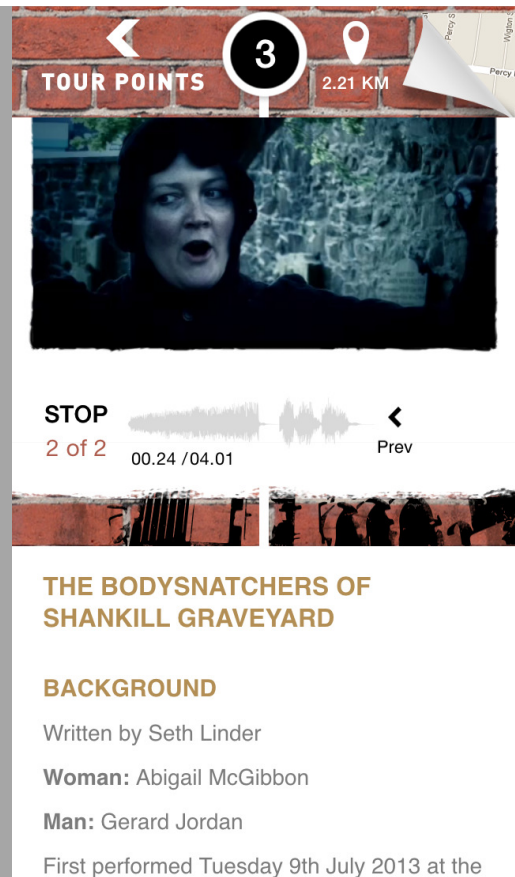 Percy S
Wigton S
Percy
TOUR POINTS
3
2.21 KM
STOP
2 of 2
00.24 /04.01
Prev
THE BODYSNATCHERS OF
SHANKILL GRAVEYARD
BACKGROUND
Written by Seth Linder
Woman: Abigail McGibbon
Man: Gerard Jordan
First performed Tuesday 9th July 2013 at the